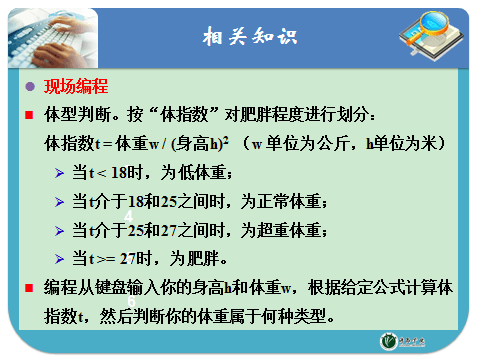 相关知识
现场编程
体型判断。按“体指数”对肥胖程度进行划分：
体指数t = 体重w / (身高h)² （w 单位为公斤，h单位为米）
当t < 18时，为低体重；
当t介于18和25之间时，为正常体重；
4
当t介于25和27之间时，为超重体重；
当t >= 27时，为肥胖。
编程从键盘输入你的身高h和体重w，根据给定公式计算体
6
指数t，然后判断你的体重属于何种类型。